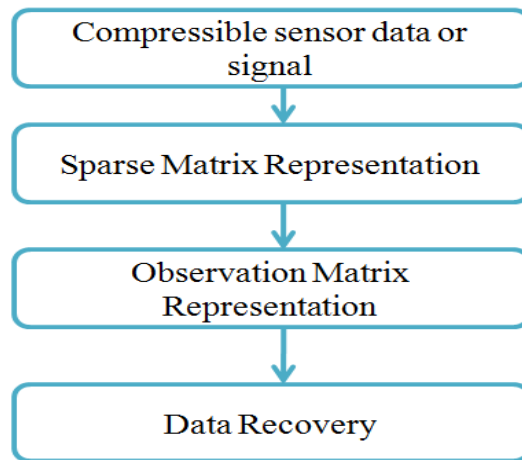 Compressible sensor data or
signal
Sparse Matrix Representation
Observation Matrix
Representation
Data Recovery